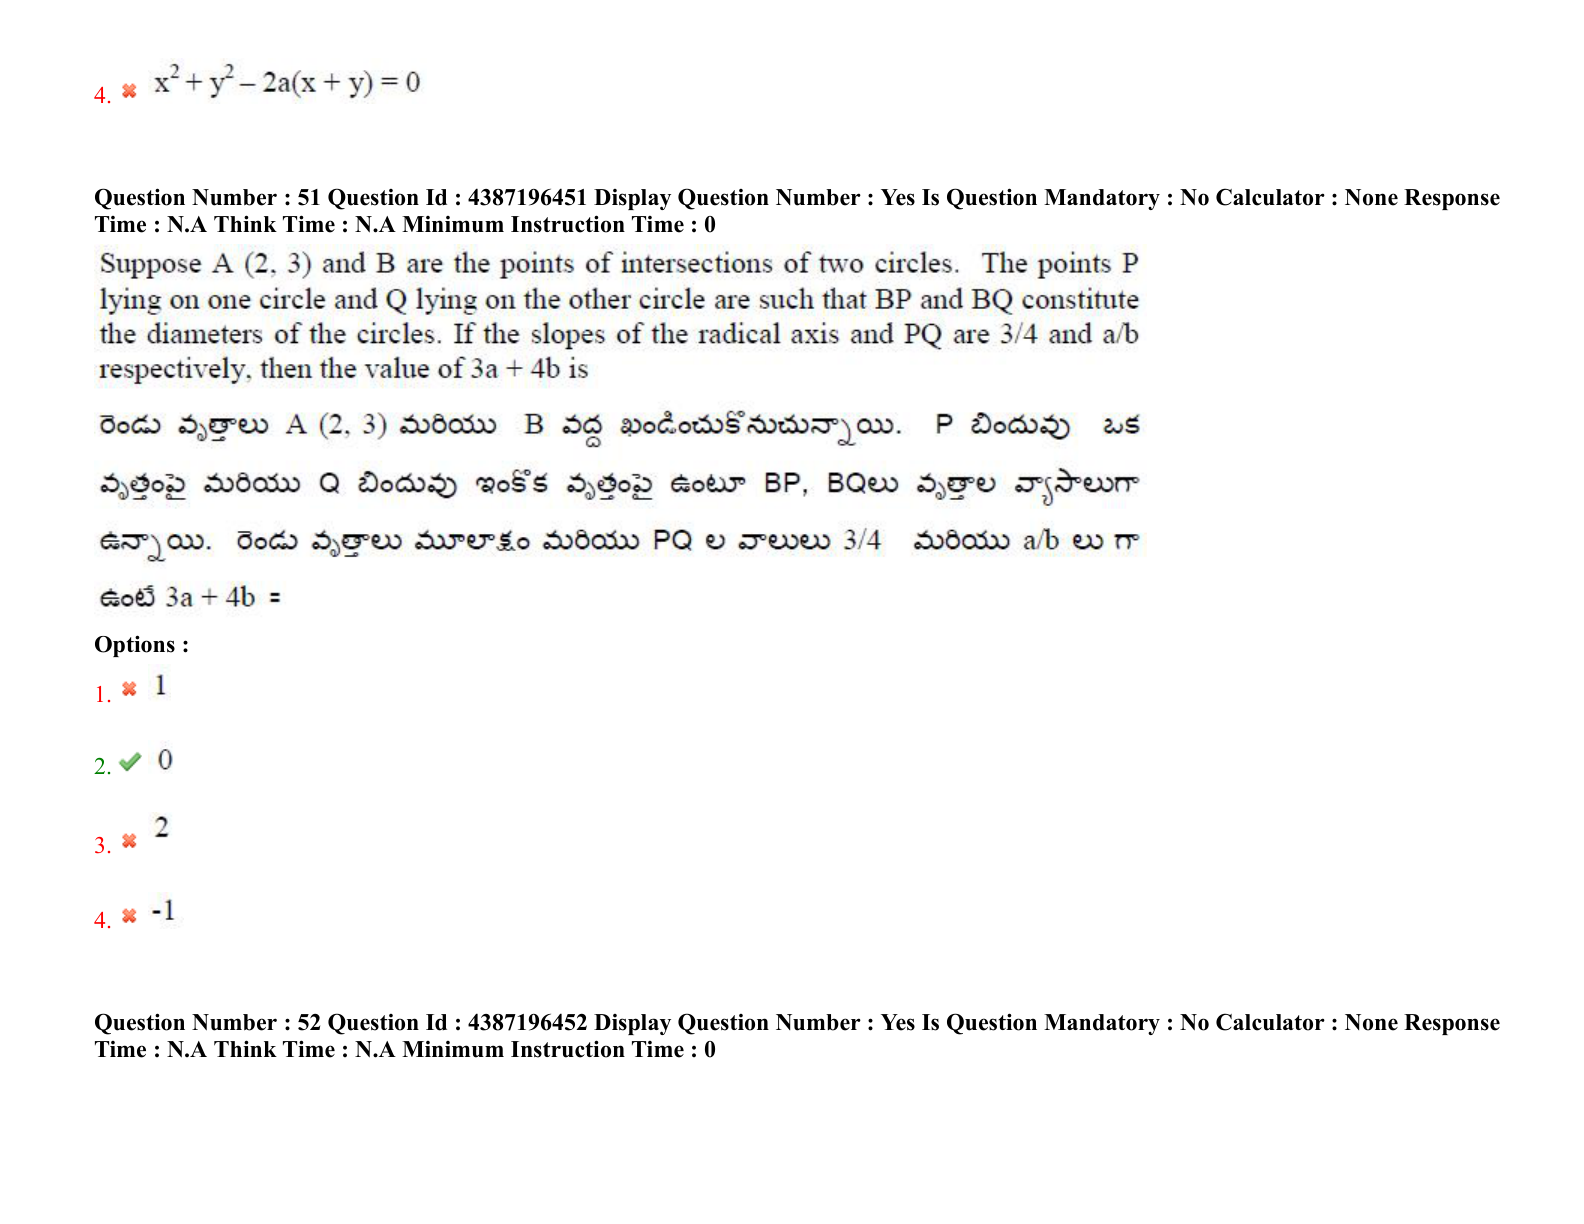 4. x² + y² – 2a(x + y) = 0
Question Number : 51 Question Id : 4387196451 Display Question Number : Yes Is Question Mandatory : No Calculator : None Response
Time : N.A Think Time : N.A Minimum Instruction Time : 0
Suppose A (2, 3) and B are the points of intersections of two circles. The points P
lying on one circle and Q lying on the other circle are such that BP and BQ constitute
the diameters of the circles. If the slopes of the radical axis and PQ are 3/4 and a/b
respectively, then the value of 3a + 4b is
రెండు వృత్తాలు A (2, 3) మరియు B వద్ద ఖండించుకొనుచున్నాయి. P బిందువు ఒక
వృత్తంపై మరియు Q బిందువు ఇంకొక వృత్తంపై ఉంటూ BP, BQలు వృత్తాల వ్యాసాలుగా
ఉన్నాయి. రెండు వృత్తాలు మూలాక్షం మరియు PQ ల వాలులు 3/4 మరియు a/b లు గా
ఉంటే 3a + 4b =
Options :
1. 1
2. 0
3. 2
4. -1
Question Number : 52 Question Id : 4387196452 Display Question Number : Yes Is Question Mandatory : No Calculator : None Response
Time : N.A Think Time : N.A Minimum Instruction Time : 0